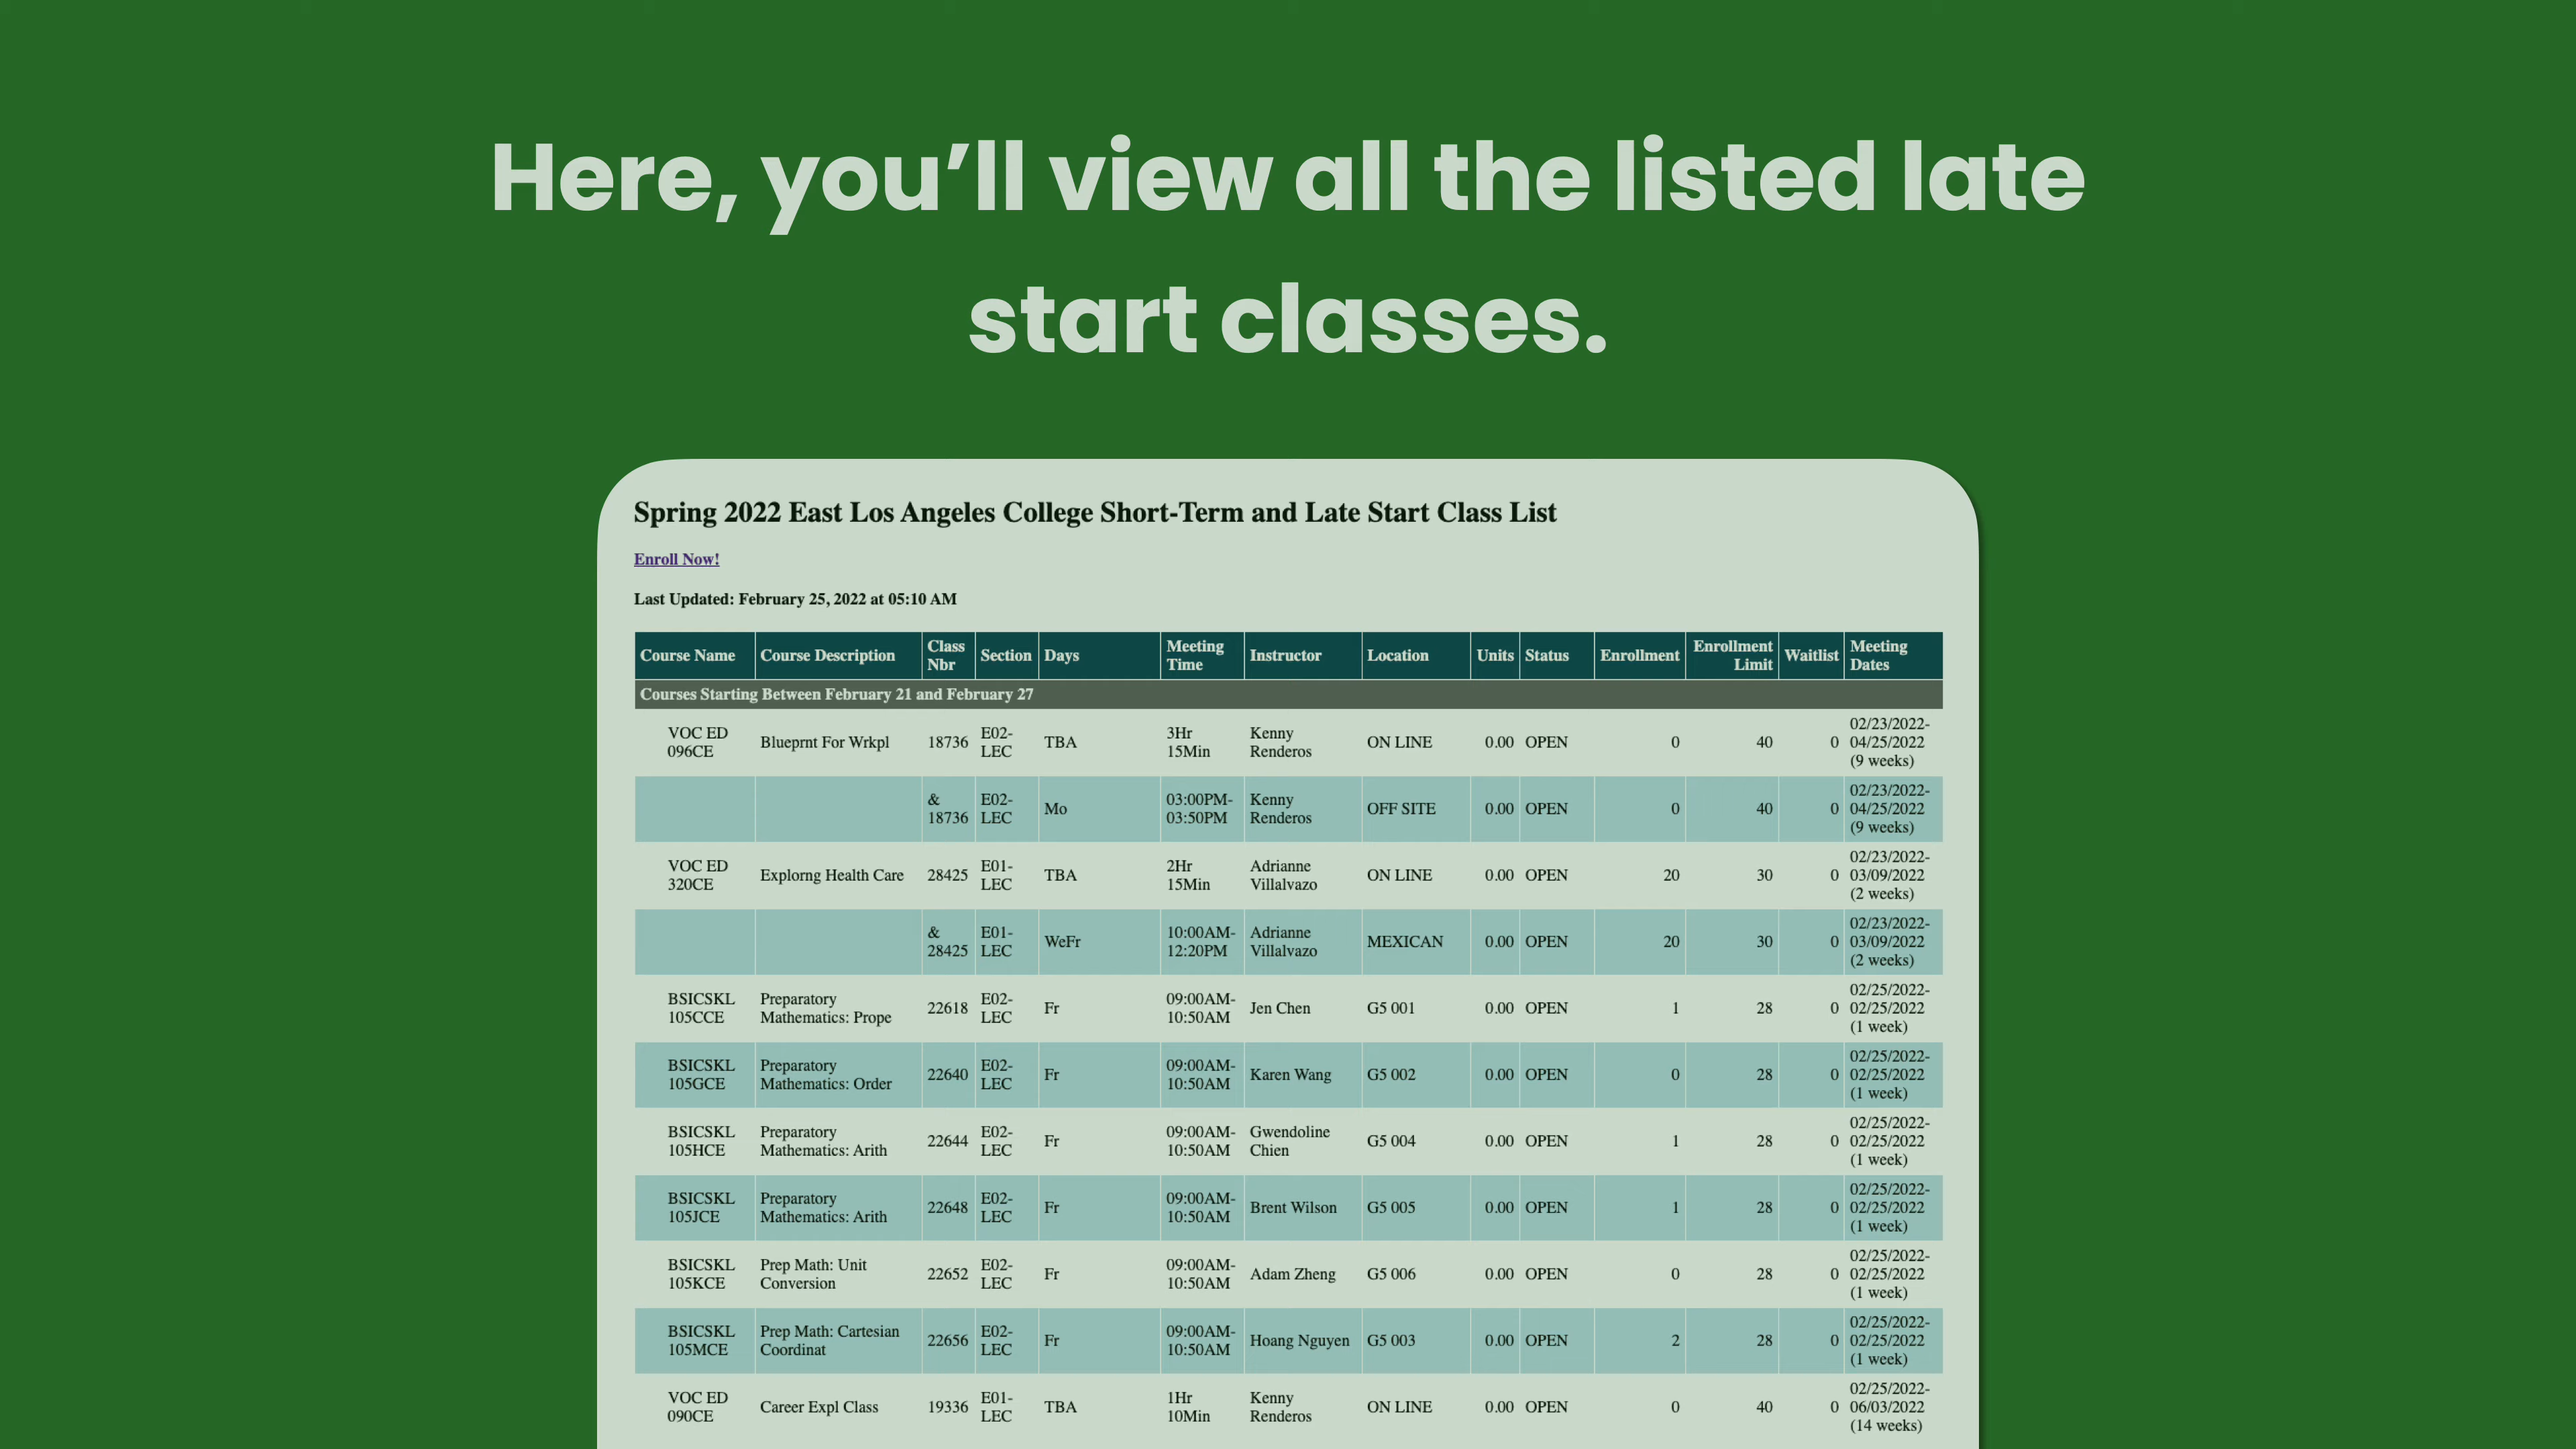 Here, you’ll view all the listed late
start classes.
Spring 2022 East Los Angeles College Short-Term and Late Start Class List
Enroll Now!
Last Updated: February 25, 2022 at 05:10 AM
Course Name Course Description Class Nbr Section Days Meeting Time Instructor Location Units Status Enrollment Enrollment Limit Waitlist Meeting Dates
Courses Starting Between February 21 and February 27
VOC ED 096CE Blueprnt For Wrkpl 18736 E02-LEC TBA 3Hr 15Min Kenny Renderos ON LINE 0.00 OPEN 0 40 0 02/23/2022-04/25/2022 (9 weeks)
& 18736 E02-LEC Mo 03:00PM-03:50PM Kenny Renderos OFF SITE 0.00 OPEN 0 40 0 02/23/2022-04/25/2022 (9 weeks)
VOC ED 320CE Explorng Health Care 28425 E01-LEC TBA 2Hr 15Min Adrianne Villalvazo ON LINE 0.00 OPEN 20 30 0 02/23/2022-03/09/2022 (2 weeks)
& 28425 E01-LEC WeFr 10:00AM-12:20PM Adrianne Villalvazo MEXICAN 0.00 OPEN 20 30 0 02/23/2022-03/09/2022 (2 weeks)
BSICSKL 105CCE Preparatory Mathematics: Prope 22618 E02-LEC Fr 09:00AM-10:50AM Jen Chen G5 001 0.00 OPEN 1 28 0 02/25/2022-02/25/2022 (1 week)
BSICSKL 105GCE Preparatory Mathematics: Order 22640 E02-LEC Fr 09:00AM-10:50AM Karen Wang G5 002 0.00 OPEN 0 28 0 02/25/2022-02/25/2022 (1 week)
BSICSKL 105HCE Preparatory Mathematics: Arith 22644 E02-LEC Fr 09:00AM-10:50AM Gwendoline Chien G5 004 0.00 OPEN 1 28 0 02/25/2022-02/25/2022 (1 week)
BSICSKL 105JCE Preparatory Mathematics: Arith 22648 E02-LEC Fr 09:00AM-10:50AM Brent Wilson G5 005 0.00 OPEN 1 28 0 02/25/2022-02/25/2022 (1 week)
BSICSKL 105KCE Prep Math: Unit Conversion 22652 E02-LEC Fr 09:00AM-10:50AM Adam Zheng G5 006 0.00 OPEN 0 28 0 02/25/2022-02/25/2022 (1 week)
BSICSKL 105MCE Prep Math: Cartesian Coordinat 22656 E02-LEC Fr 09:00AM-10:50AM Hoang Nguyen G5 003 0.00 OPEN 2 28 0 02/25/2022-02/25/2022 (1 week)
VOC ED 090CE Career Expl Class 19336 E01-LEC TBA 1Hr 10Min Kenny Renderos ON LINE 0.00 OPEN 0 40 0 02/25/2022-06/03/2022 (14 weeks)